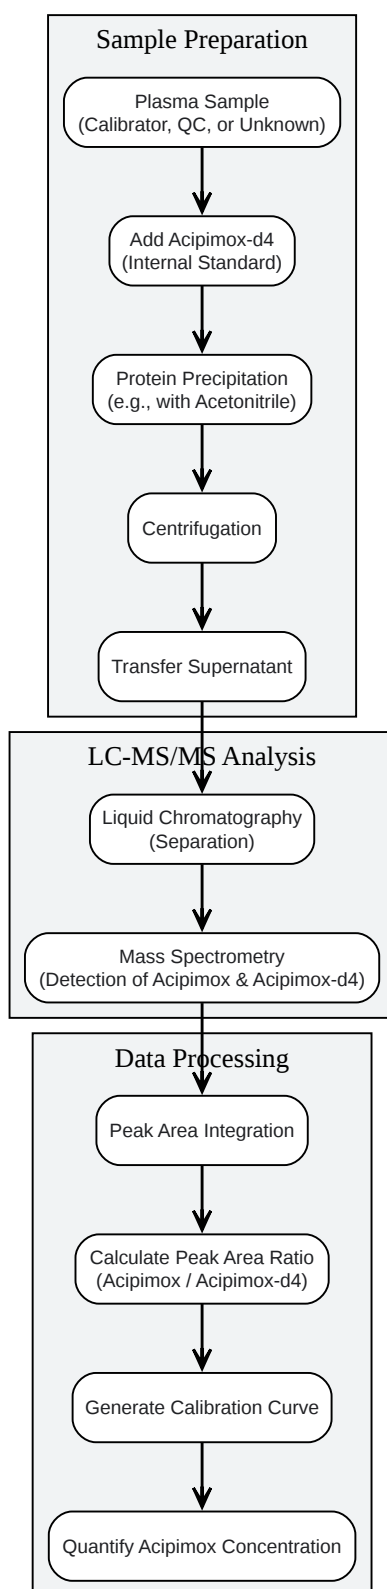 Sample Preparation
Plasma Sample
(Calibrator, QC, or Unknown)
Add Acipimox-d4
(Internal Standard)
Protein Precipitation
(e.g., with Acetonitrile)
Centrifugation
Transfer Supernatant
LC-MS/MS Analysis
Liquid Chromatography
(Separation)
Mass Spectrometry
(Detection of Acipimox & Acipimox-d4)
Data Processing
Peak Area Integration
Calculate Peak Area Ratio
(Acipimox / Acipimox-d4)
Generate Calibration Curve
Quantify Acipimox Concentration